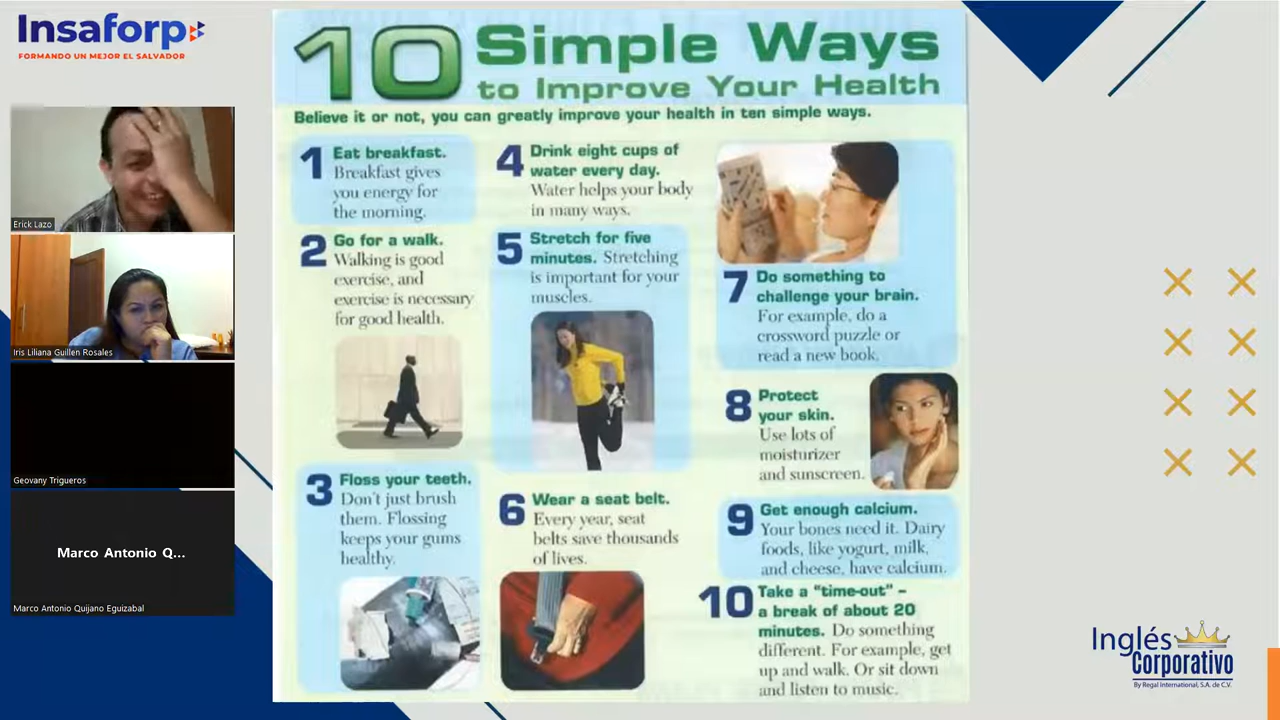 Insaforp
FORMANDO UN MEJOR EL SALVADOR
Erick Lazo
Iris Liliana Guillen Rosales
Geovany Trigueros
Marco Antonio Q...
Marco Antonio Quijano Eguizabal
10 Simple Ways
to Improve Your Health
Believe it or not, you can greatly improve your health in ten simple ways.
1 Eat breakfast.
Breakfast gives
you energy for
the morning.
2 Go for a walk.
Walking is good
exercise, and
exercise is necessary
for good health.
3 Floss your teeth.
Don't just brush
them. Flossing
keeps your gums
healthy.
4 Drink eight cups of
water every day.
Water helps your body
in many ways.
5 Stretch for five
minutes. Stretching
is important for your
muscles.
6 Wear a seat belt.
Every year, seat
belts save thousands
of lives.
7 Do something to
challenge your brain.
For example, do a
crossword puzzle or
read a new book.
8 Protect
your skin.
Use lots of
moisturizer
and sunscreen.
9 Get enough calcium.
Your bones need it. Dairy
foods, like yogurt, milk,
and cheese, have calcium.
10 Take a "time-out" –
a break of about 20
minutes. Do something
different. For example, get
up and walk. Or sit down
and listen to music.
Inglés
Corporativo
By Regal International, S.A. de C.V.